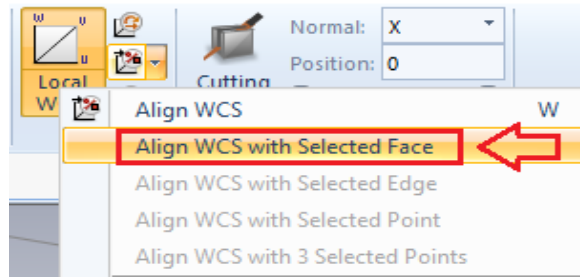 w v
u
Local
W
Cutting
Normal: X
Position: 0
Align WCS W
Align WCS with Selected Face
Align WCS with Selected Edge
Align WCS with Selected Point
Align WCS with 3 Selected Points